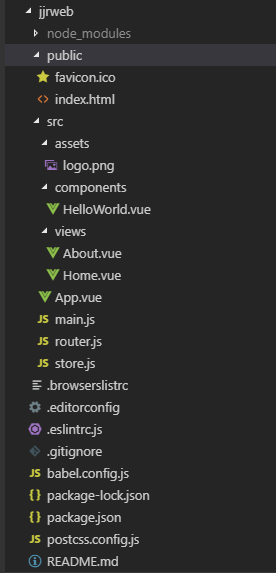 jjrweb
node_modules
public
favicon.ico
<> index.html
src
assets
logo.png
components
HelloWorld.vue
views
About.vue
Home.vue
App.vue
JS main.js
JS router.js
JS store.js
.browserslistrc
.editorconfig
.eslintrc.js
.gitignore
JS babel.config.js
{} package-lock.json
{} package.json
JS postcss.config.js
README.md